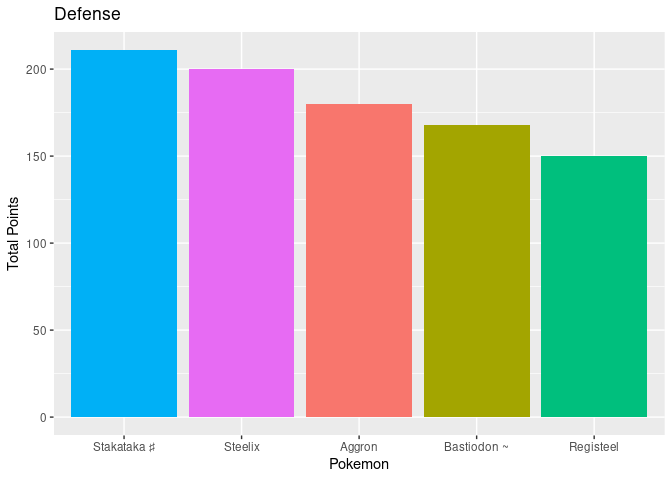 Defense
Total Points
200
150
100
50
0
Stakataka ♯ Steelix Aggron Bastiodon ~ Registeel
Pokemon